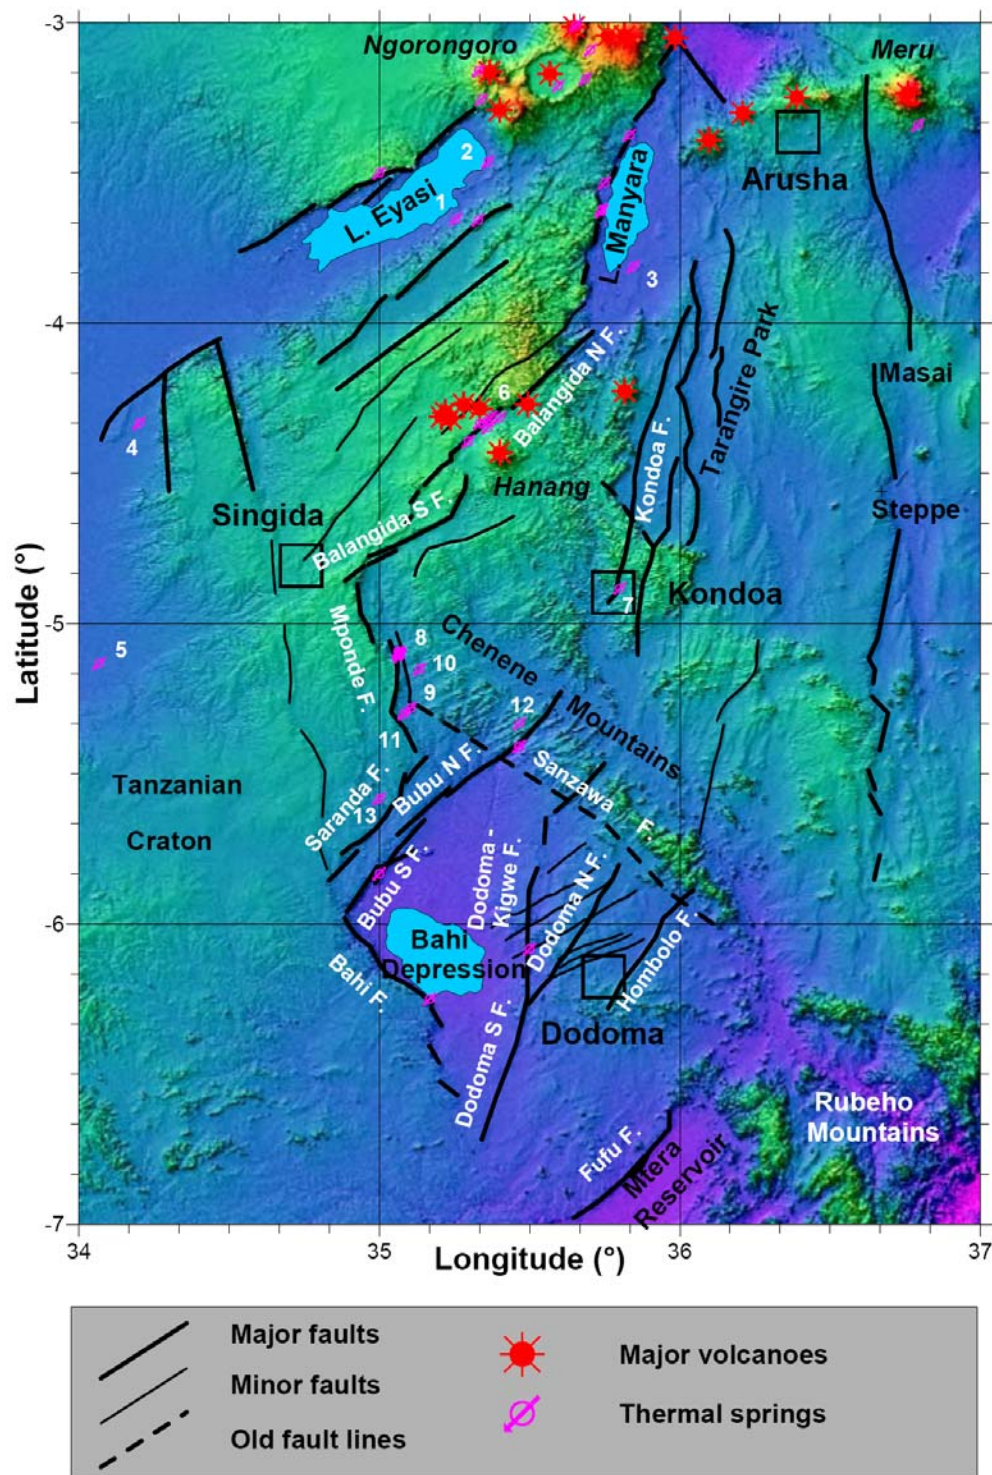 -3
Ngorongoro
Meru
2
L. Eyasi
1
Manyara
Arusha
3
-4
Balangida N F.
Tarangire Park
Masai
6
4
Kondoa F.
Hanang
Singida
Balangida S F.
Steppe
Latitude (°)
7
Kondoa
-5
Mponde F.
Chenene
8
5
10
9
12
Mountains
11
Sanzawa
F.
Tanzanian
Saranda F.
Bubu N F.
13
Craton
Bubu S F.
Dodoma -
Kigwe F.
Dodoma N F.
-6
Bahi
Depression
Hombolo F.
Bahi F.
Dodoma
Dodoma S F.
Rubeho
Mountains
Fufu F.
Mtera
Reservoir
-7
34
35
36
37
Longitude (°)
Major faults
Major volcanoes
Minor faults
Thermal springs
Old fault lines